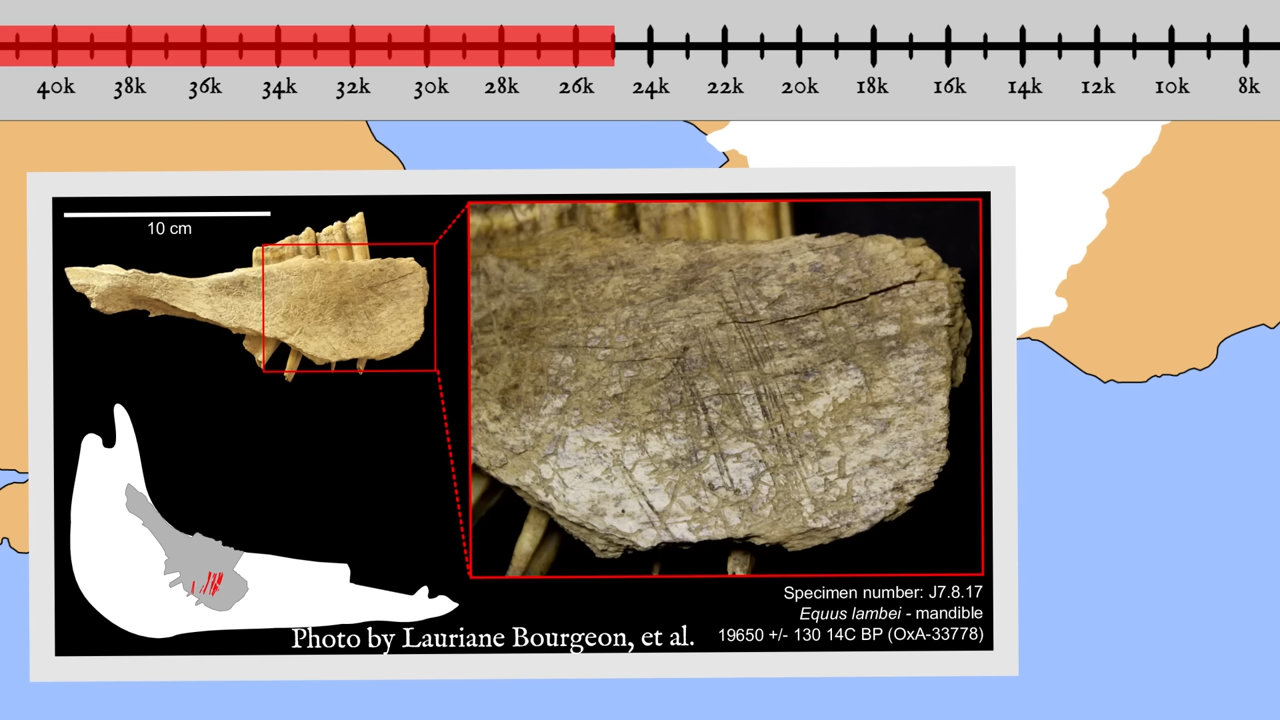 40k 38k 36k 34k 32k 30k 28k 26k 24k 22k 20k 18k 16k 14k 12k 10k 8k
10 cm
Specimen number: J7.8.17
Equus lambei - mandible
19650 +/- 130 14C BP (OxA-33778)
Photo by Lauriane Bourgeon, et al.